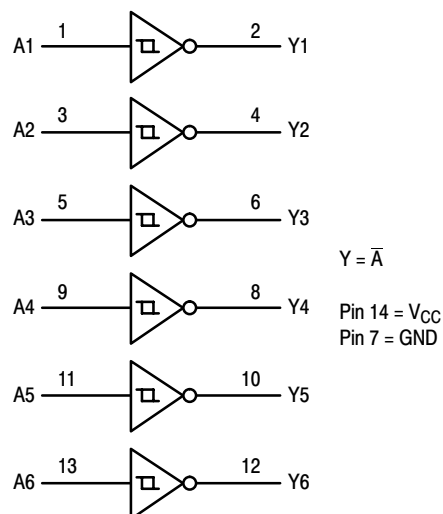 A1 1 2 Y1
A2 3 4 Y2
A3 5 6 Y3
Y = A̅
A4 9 8 Y4
Pin 14 = VCC
Pin 7 = GND
A5 11 10 Y5
A6 13 12 Y6